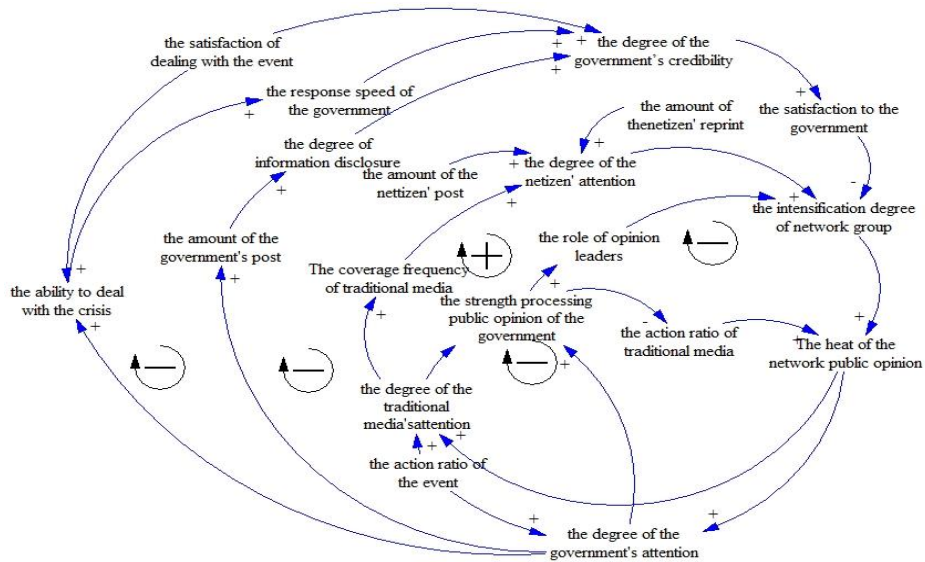 the satisfaction of
dealing with the event
the degree of the
government's credibility
the response speed of
the government
the amount of
thenetizen' reprint
the satisfaction to the
government
the degree of
information disclosure
the amount of the
nettizen' post
the degree of the
netizen' attention
the intensification degree
of network group
the amount of the
government's post
the role of opinion
leaders
The coverage frequency
of traditional media
the ability to deal
with the crisis
the strength processing
public opinion of the
government
the action ratio of
traditional media
The heat of the
network public opinion
the degree of the
traditional
media'sattention
the action ratio of
the event
the degree of the
government's attention